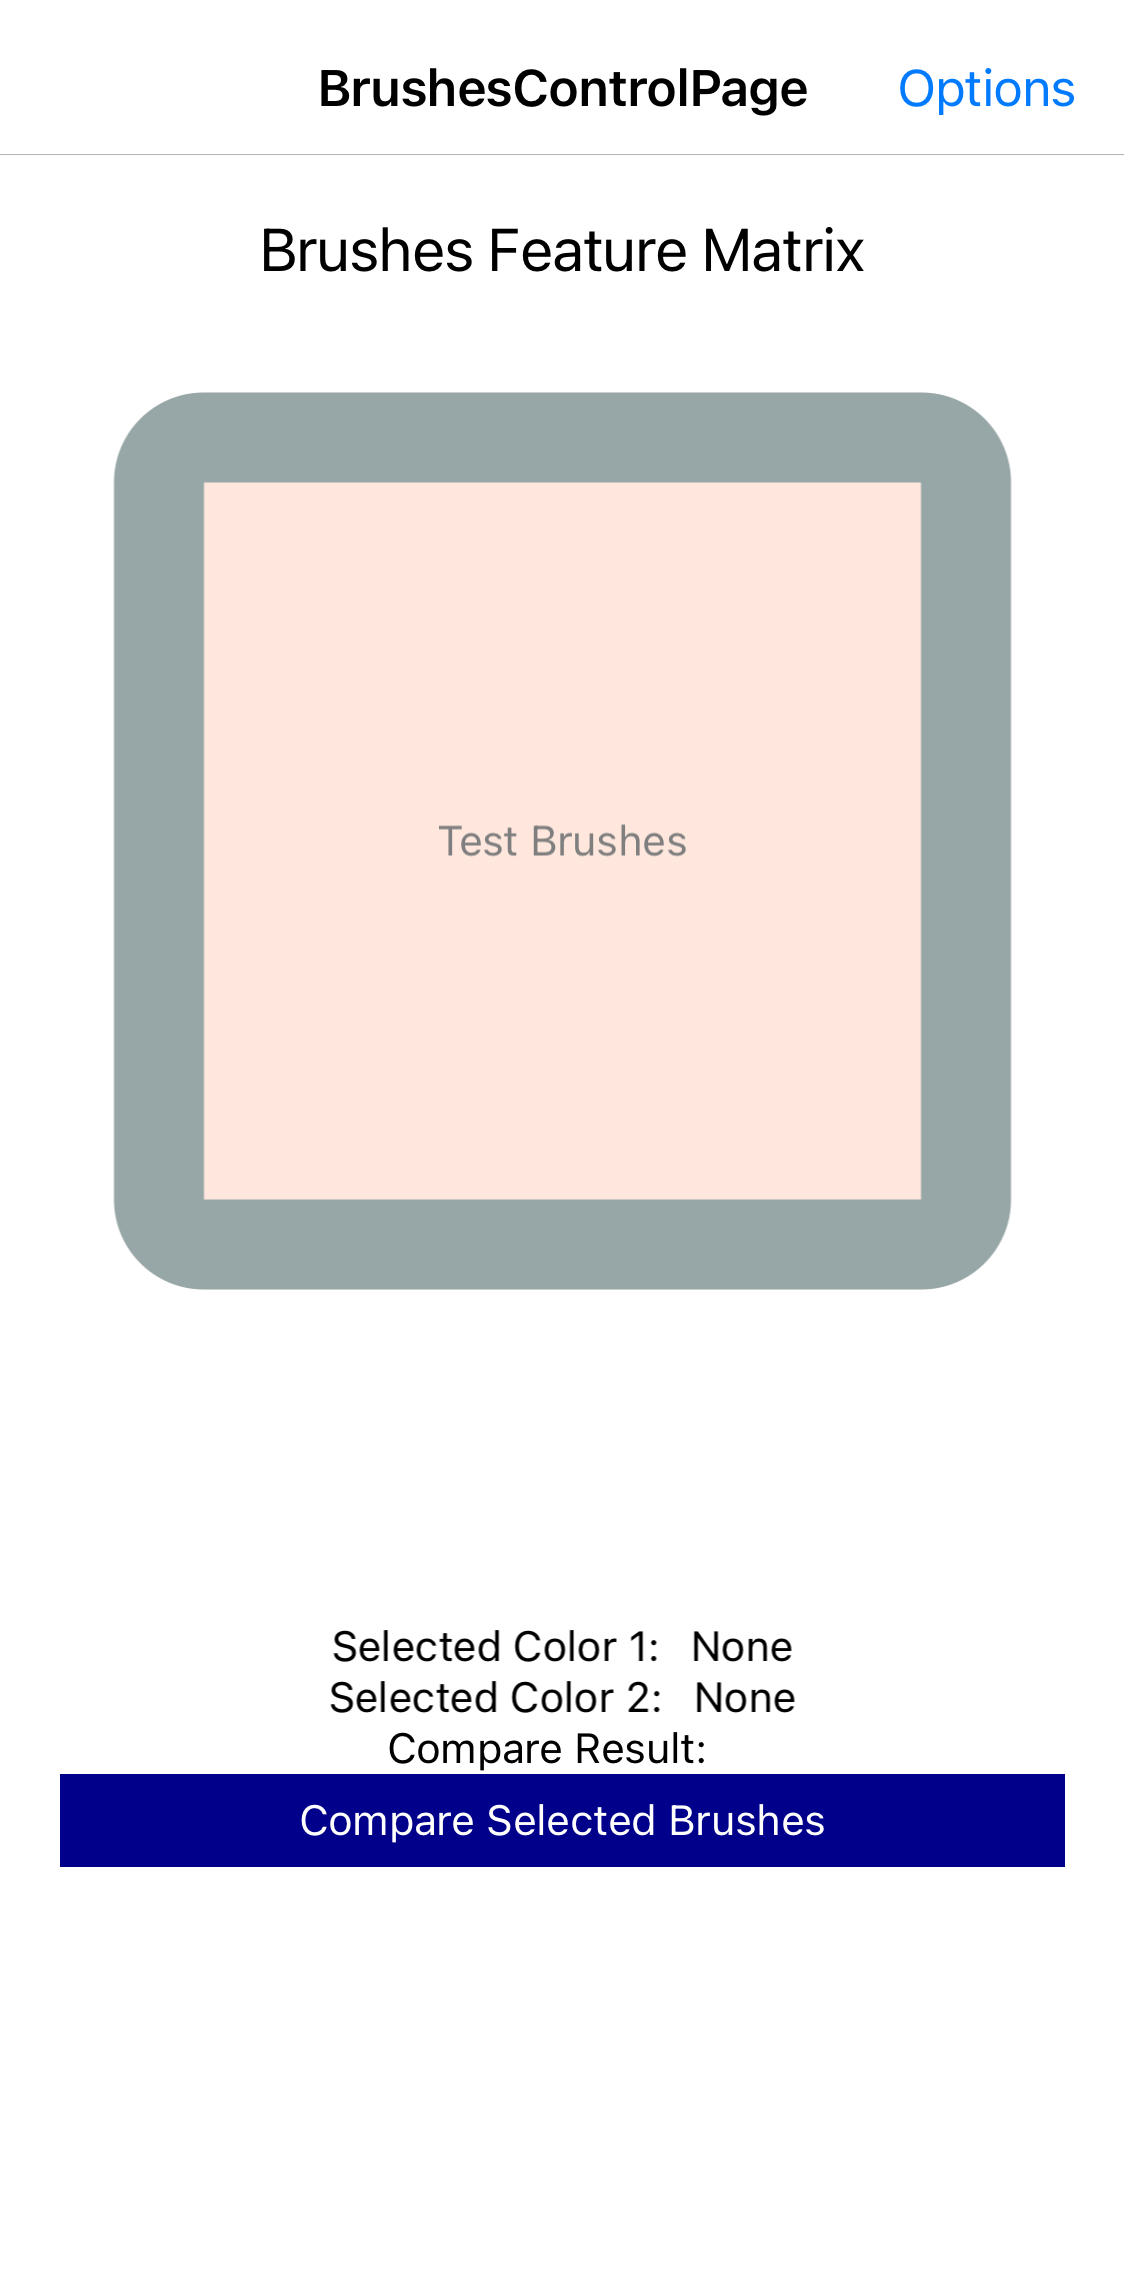 BrushesControlPage Options
Brushes Feature Matrix
Test Brushes
Selected Color 1: None
Selected Color 2: None
Compare Result:
Compare Selected Brushes